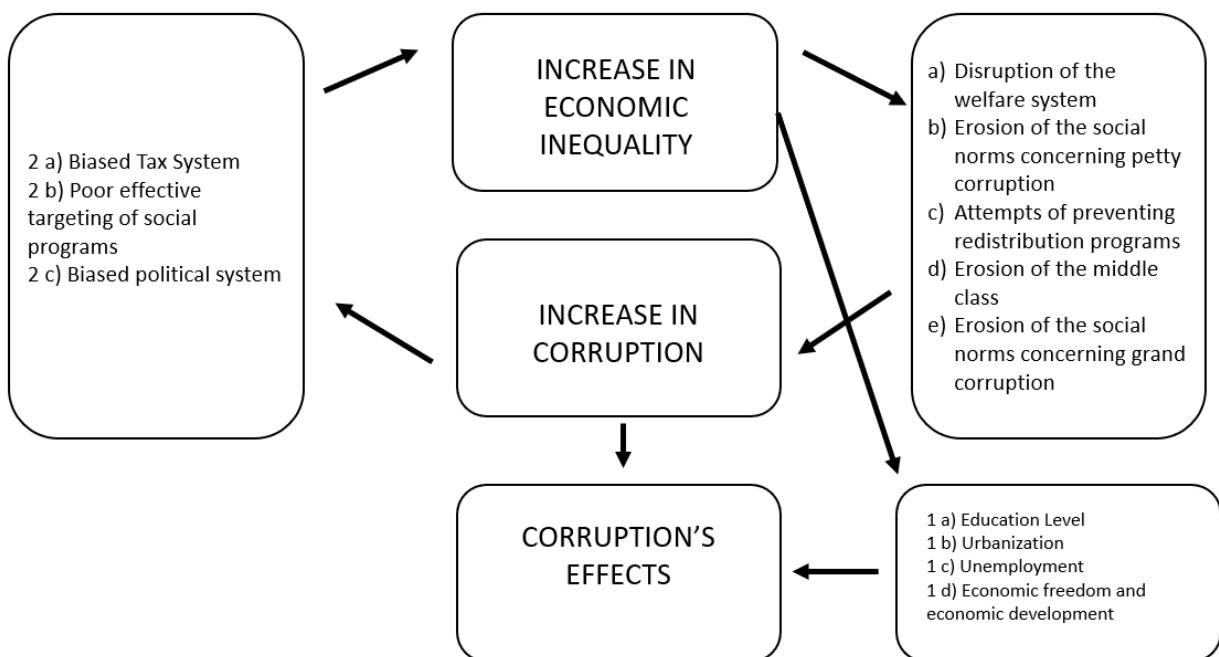 2 a) Biased Tax System
2 b) Poor effective
targeting of social
programs
2 c) Biased political system
INCREASE IN
ECONOMIC
INEQUALITY
a) Disruption of the
welfare system
b) Erosion of the social
norms concerning petty
corruption
c) Attempts of preventing
redistribution programs
d) Erosion of the middle
class
e) Erosion of the social
norms concerning grand
corruption
INCREASE IN
CORRUPTION
CORRUPTION’S
EFFECTS
1 a) Education Level
1 b) Urbanization
1 c) Unemployment
1 d) Economic freedom and
economic development